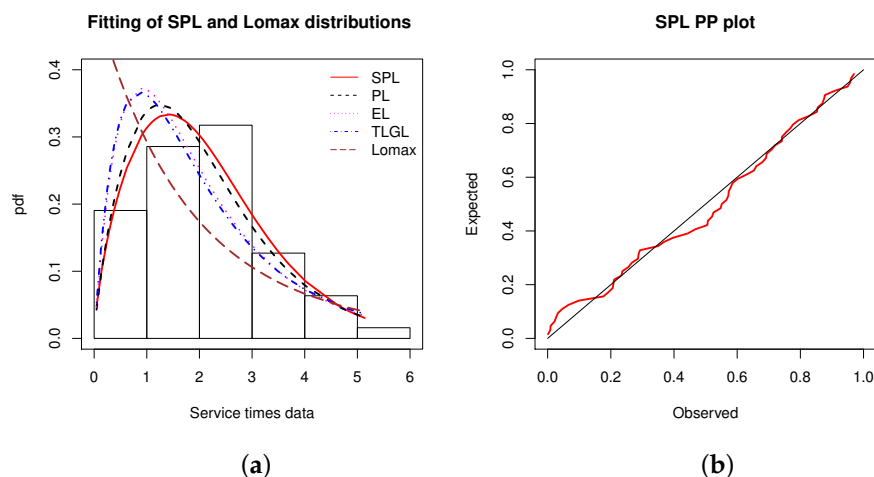 Fitting of SPL and Lomax distributions
pdf
0.0
0.1
0.2
0.3
0.4
SPL
PL
EL
TLGL
Lomax
0 1 2 3 4 5 6
Service times data
(a)
SPL PP plot
Expected
0.0
0.2
0.4
0.6
0.8
1.0
0.0 0.2 0.4 0.6 0.8 1.0
Observed
(b)